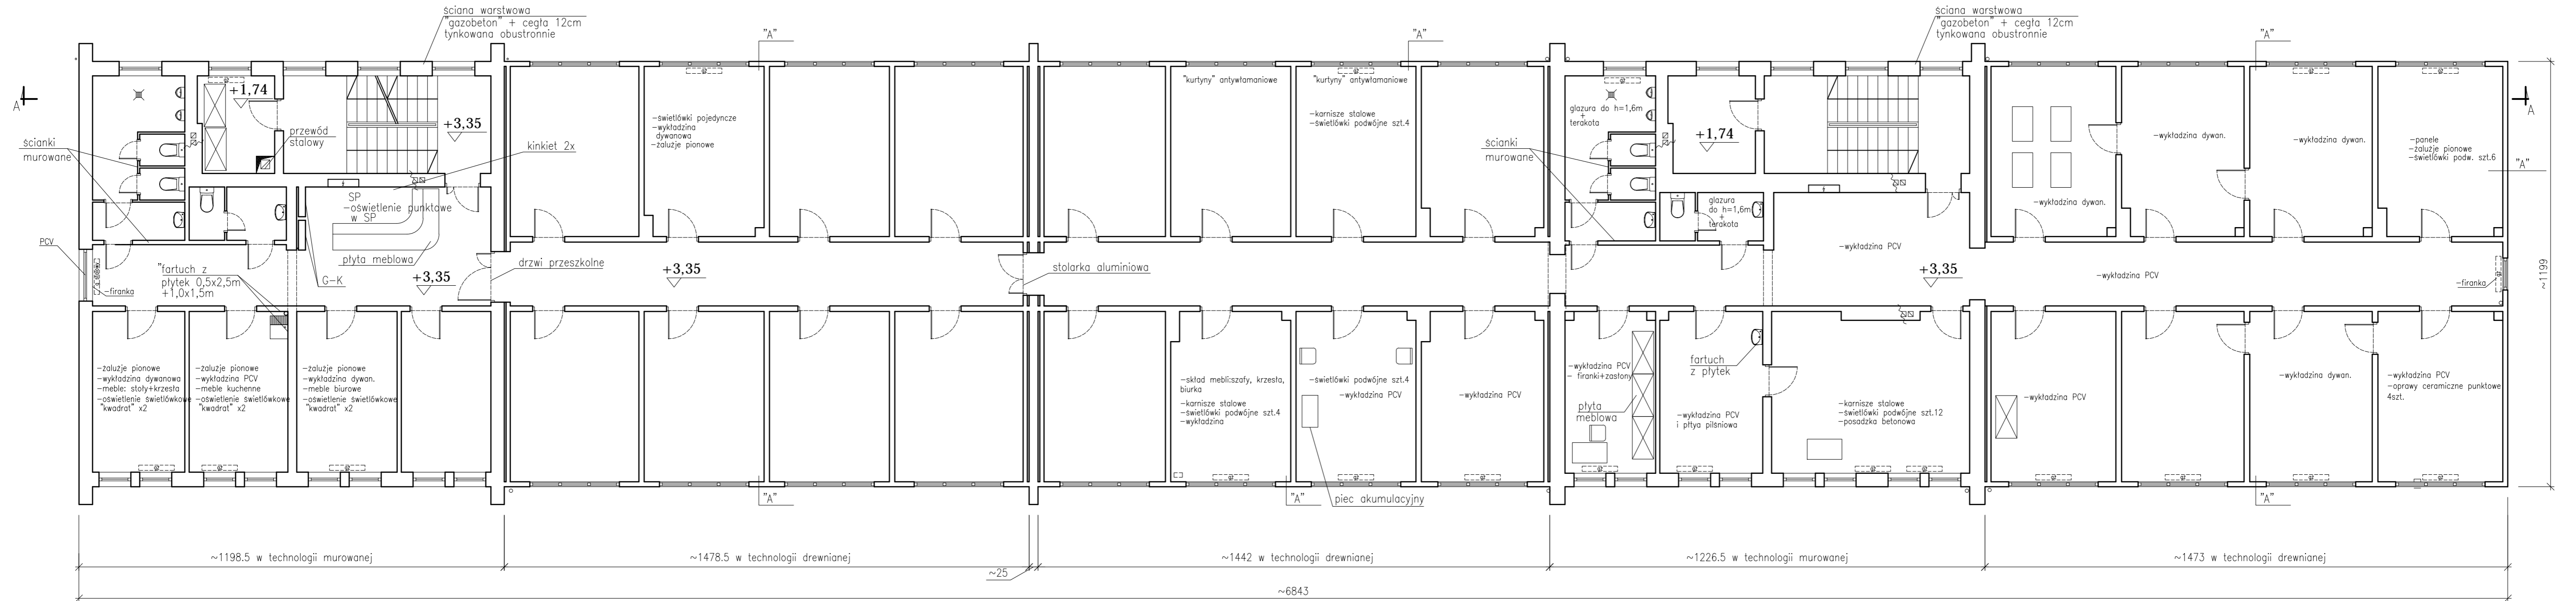 ściana warstwowa
"gazobeton" + cegła 12cm
tynkowana obustronnie
"A"
"A"
ściana warstwowa
"gazobeton" + cegła 12cm
tynkowana obustronnie
"A"
A
+1,74
+3,35
przewód
stalowy
ścianki
murowane
kinkiet 2x
-świetlówki pojedyncze
-wykładzina
dywanowa
-żaluzje pionowe
"kurtyny" antywłamaniowe
"kurtyny" antywłamaniowe
-karnisze stalowe
-świetlówki podwójne szt.4
ścianki
murowane
glazura do h=1,6m
+
terakota
+1,74
-wykładzina dywan.
-wykładzina dywan.
-wykładzina dywan.
-panele
-żaluzje pionowe
-świetlówki podw. szt.6
A
"A"
SP
-oświetlenie punktowe
w SP
płyta meblowa
glazura
do h=1,6m
+
terakota
PCV
-firanka
"fartuch z
płytek 0,5x2,5m
+1,0x1,5m
G-K
+3,35
drzwi przeszkolne
+3,35
stolarka aluminiowa
-wykładzina PCV
+3,35
-wykładzina PCV
-firanka
~1199
-żaluzje pionowe
-wykładzina dywanowa
-meble: stoły+krzesła
-oświetlenie świetlówkowe
"kwadrat" x2
-żaluzje pionowe
-wykładzina PCV
-meble kuchenne
-oświetlenie świetlówkowe
"kwadrat" x2
-żaluzje pionowe
-wykładzina dywan.
-meble biurowe
-oświetlenie świetlówkowe
"kwadrat" x2
-skład mebli:szafy, krzesła,
biurka
-karnisze stalowe
-świetlówki podwójne szt.4
-wykładzina
-świetlówki podwójne szt.4
-wykładzina PCV
-wykładzina PCV
-wykładzina PCV
- firanki+zasłony
płyta
meblowa
fartuch
z płytek
-wykładzina PCV
i płtya pilśniowa
-karnisze stalowe
-świetlówki podwójne szt.12
-posadzka betonowa
-wykładzina PCV
-wykładzina dywan.
-wykładzina PCV
-oprawy ceramiczne punktowe
4szt.
"A"
"A"
piec akumulacyjny
"A"
~1198.5 w technologii murowanej
~1478.5 w technologii drewnianej
~25
~1442 w technologii drewnianej
~1226.5 w technologii murowanej
~1473 w technologii drewnianej
~6843